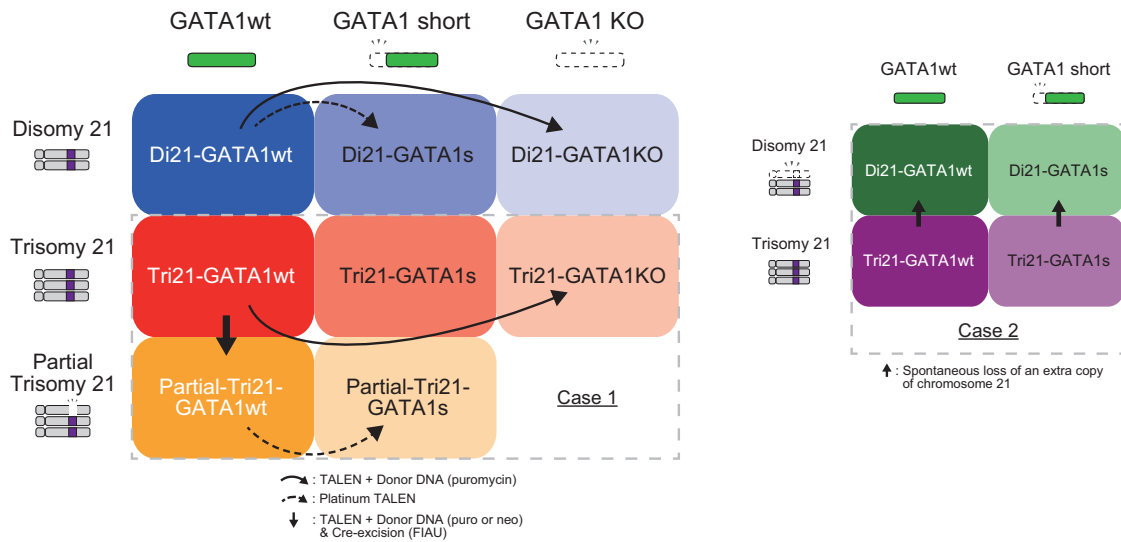 GATA1wt
GATA1 short
GATA1 KO
Disomy 21
Di21-GATA1wt
Di21-GATA1s
Di21-GATA1KO
Trisomy 21
Tri21-GATA1wt
Tri21-GATA1s
Tri21-GATA1KO
Partial
Trisomy 21
Partial-Tri21-
GATA1wt
Partial-Tri21-
GATA1s
Case 1
: TALEN + Donor DNA (puromycin)
: Platinum TALEN
: TALEN + Donor DNA (puro or neo)
& Cre-excision (FIAU)
GATA1wt
GATA1 short
Disomy 21
Di21-GATA1wt
Di21-GATA1s
Trisomy 21
Tri21-GATA1wt
Tri21-GATA1s
Case 2
: Spontaneous loss of an extra copy
of chromosome 21